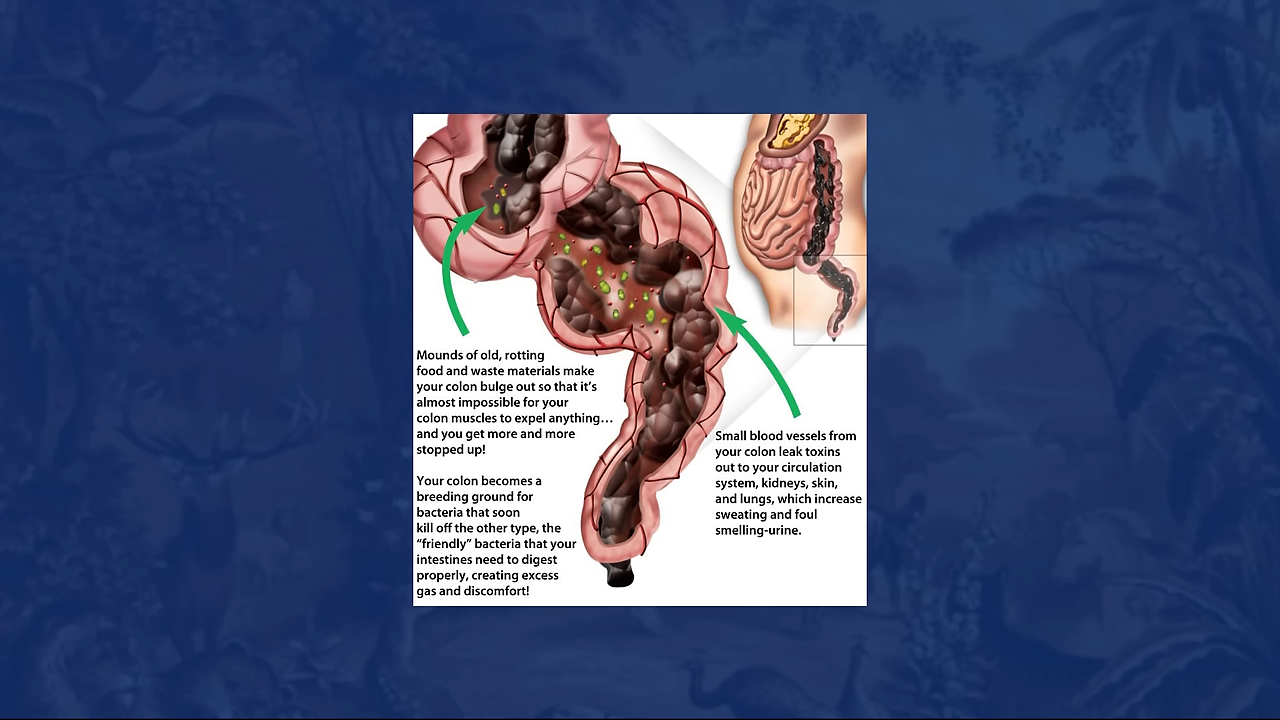 Mounds of old, rotting
food and waste materials make
your colon bulge out so that it's
almost impossible for your
colon muscles to expel anything...
and you get more and more
stopped up!
Your colon becomes a
breeding ground for
bacteria that soon
kill off the other type, the
“friendly” bacteria that your
intestines need to digest
properly, creating excess
gas and discomfort!
Small blood vessels from
your colon leak toxins
out to your circulation
system, kidneys, skin,
and lungs, which increase
sweating and foul
smelling-urine.